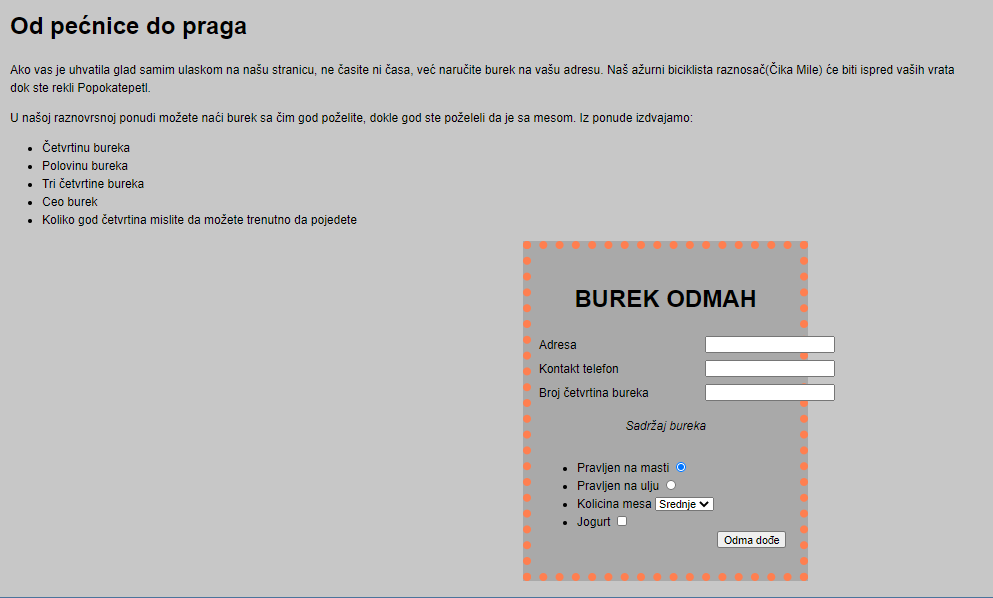 Od pećnice do praga
Ako vas je uhvatila glad samim ulaskom na našu stranicu, ne časite ni časa, već naručite burek na vašu adresu. Naš ažurni biciklista raznosač(Čika Mile) će biti ispred vaših vrata
dok ste rekli Popokatepetl.
U našoj raznovrsnoj ponudi možete naći burek sa čim god poželite, dokle god ste poželeli da je sa mesom. Iz ponude izdvajamo:
Četvrtinu bureka
Polovinu bureka
Tri četvrtine bureka
Ceo burek
Koliko god četvrtina mislite da možete trenutno da pojedete
BUREK ODMAH
Adresa
Kontakt telefon
Broj četvrtina bureka
Sadržaj bureka
Pravljen na masti
Pravljen na ulju
Kolicina mesa Srednje
Jogurt
Odma dođe